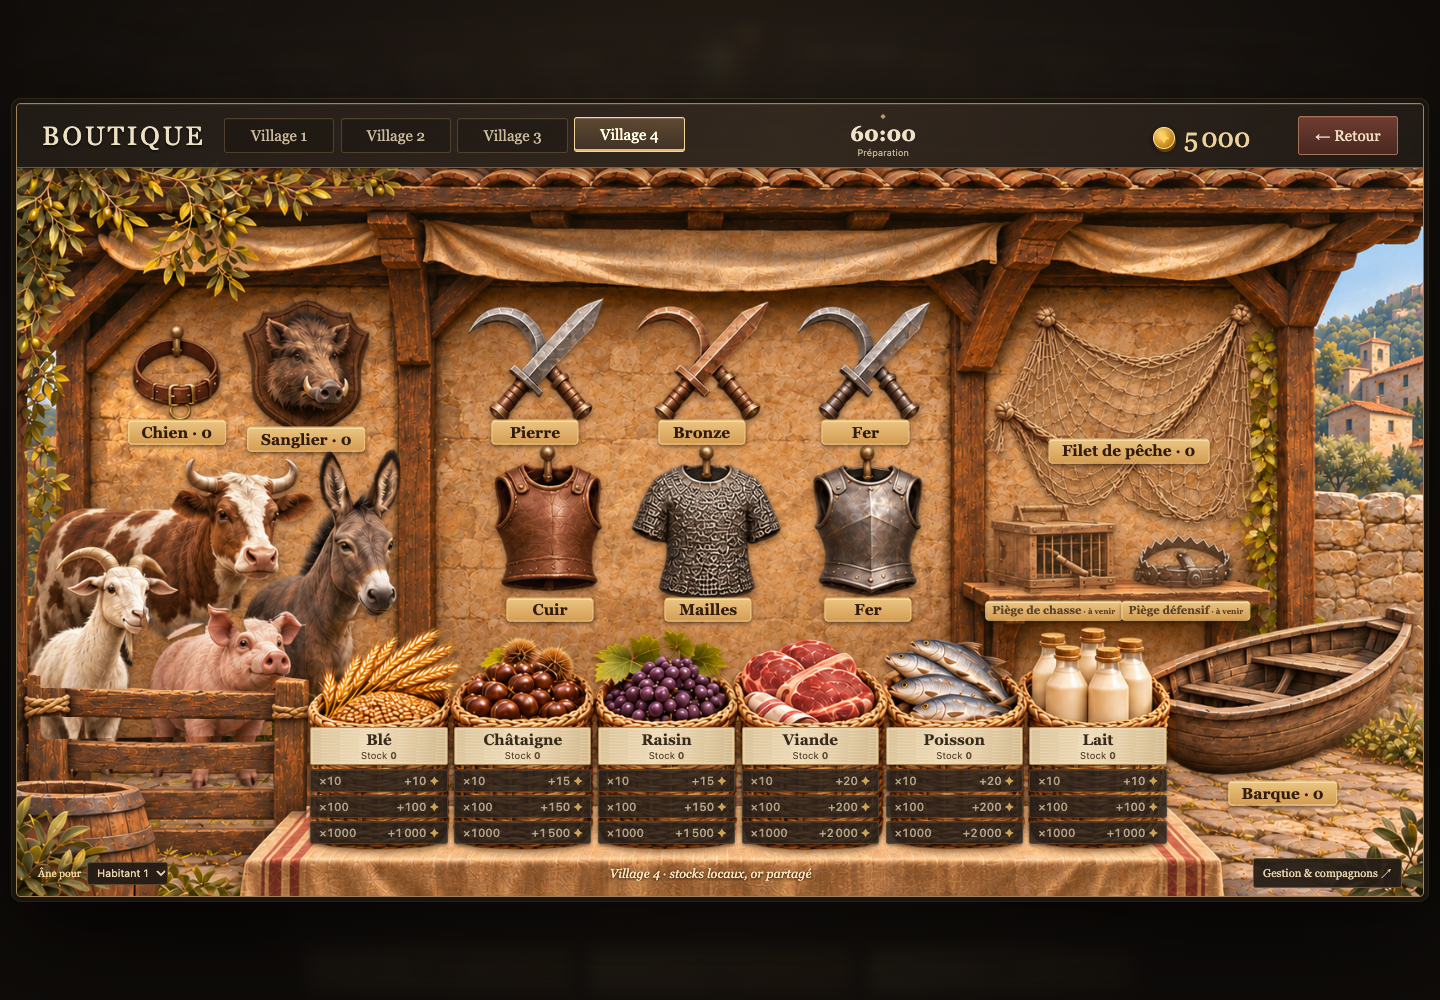 BOUTIQUE
Village 1
Village 2
Village 3
Village 4
60:00
Préparation
5 000
← Retour
Chien · 0
Sanglier · 0
Pierre
Bronze
Fer
Filet de pêche · 0
Cuir
Mailles
Fer
Piège de chasse · à venir
Piège défensif · à venir
Blé
Stock 0
×10 +10 ✦
×100 +100 ✦
×1000 +1 000 ✦
Châtaigne
Stock 0
×10 +15 ✦
×100 +150 ✦
×1000 +1 500 ✦
Raisin
Stock 0
×10 +15 ✦
×100 +150 ✦
×1000 +1 500 ✦
Viande
Stock 0
×10 +20 ✦
×100 +200 ✦
×1000 +2 000 ✦
Poisson
Stock 0
×10 +20 ✦
×100 +200 ✦
×1000 +2 000 ✦
Lait
Stock 0
×10 +10 ✦
×100 +100 ✦
×1000 +1 000 ✦
Barque · 0
Âne pour Habitant 1
Village 4 · stocks locaux, or partagé
Gestion & compagnons ↗